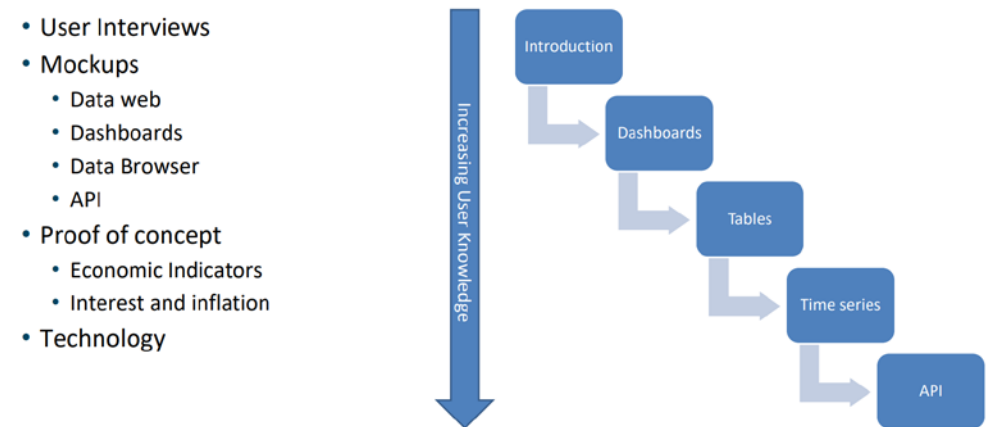 • User Interviews
• Mockups
• Data web
• Dashboards
• Data Browser
• API
• Proof of concept
• Economic Indicators
• Interest and inflation
• Technology
Increasing User Knowledge
Introduction
Dashboards
Tables
Time series
API